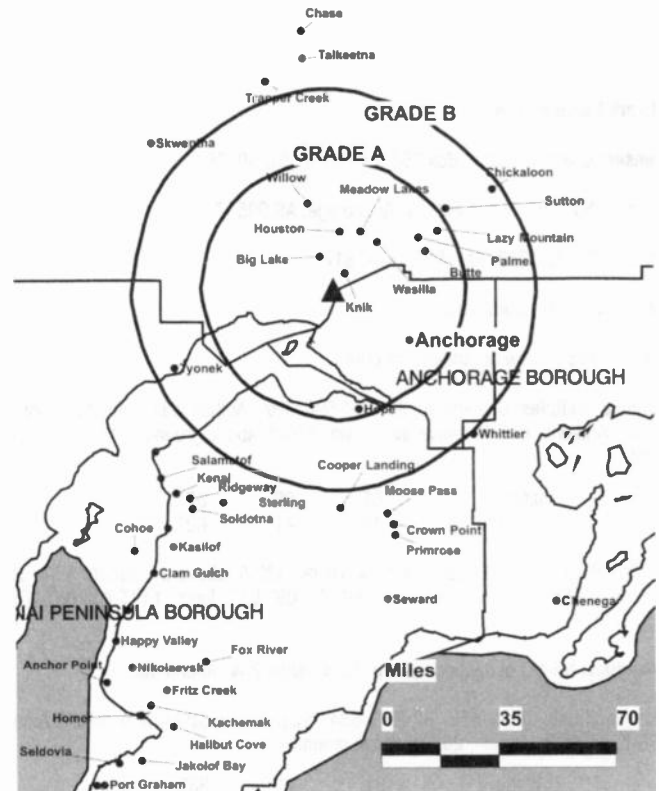 Chase
Talkeetna
Trapper Creek
GRADE B
Skwentna
GRADE A
Chickaloon
Willow
Meadow Lakes
Sutton
Houston
Lazy Mountain
Big Lake
Palmer
Butte
Wasilla
Knik
Anchorage
Tyonek
ANCHORAGE BOROUGH
Hope
Whittier
Salamatof
Cooper Landing
Kenai
Ridgeway
Moose Pass
Sterling
Soldotna
Cohoe
Crown Point
Kasilof
Primrose
Clam Gulch
Seward
Chenega
NAI PENINSULA BOROUGH
Happy Valley
Fox River
Anchor Point
Nikolaevsk
Miles
Fritz Creek
Homer
Kachemak
0 35 70
Halibut Cove
Seldovia
Jakolof Bay
Port Graham